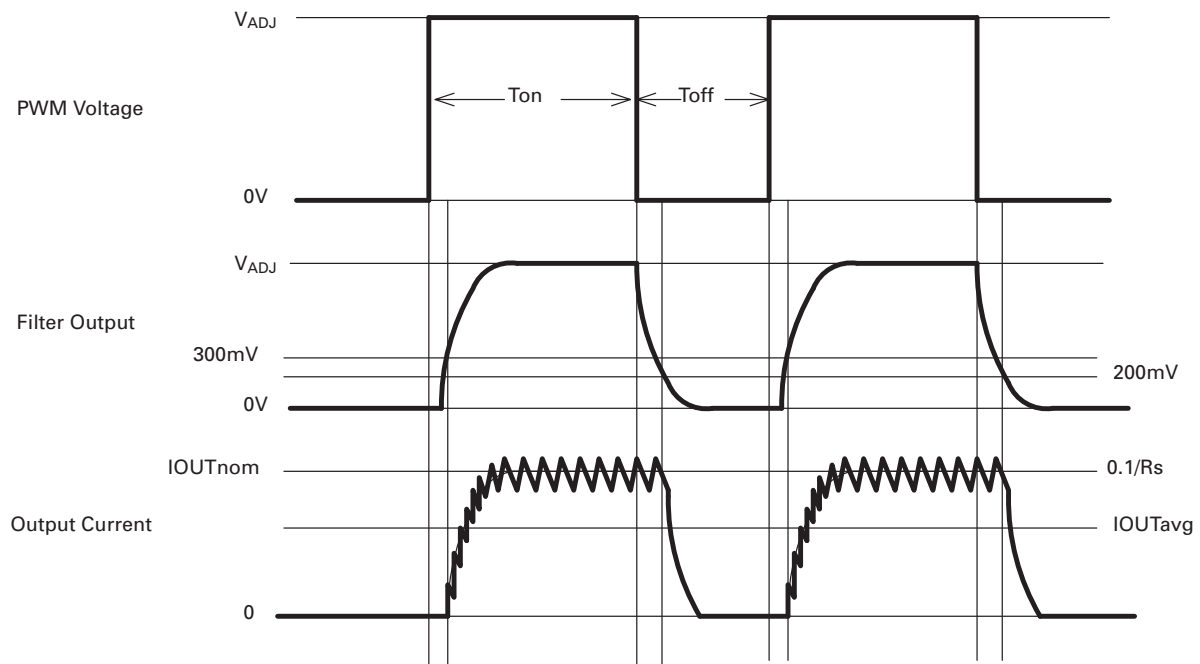 VADJ
Ton
Toff
PWM Voltage
0V
VADJ
Filter Output
300mV
200mV
0V
IOUTnom
0.1/Rs
Output Current
IOUTavg
0